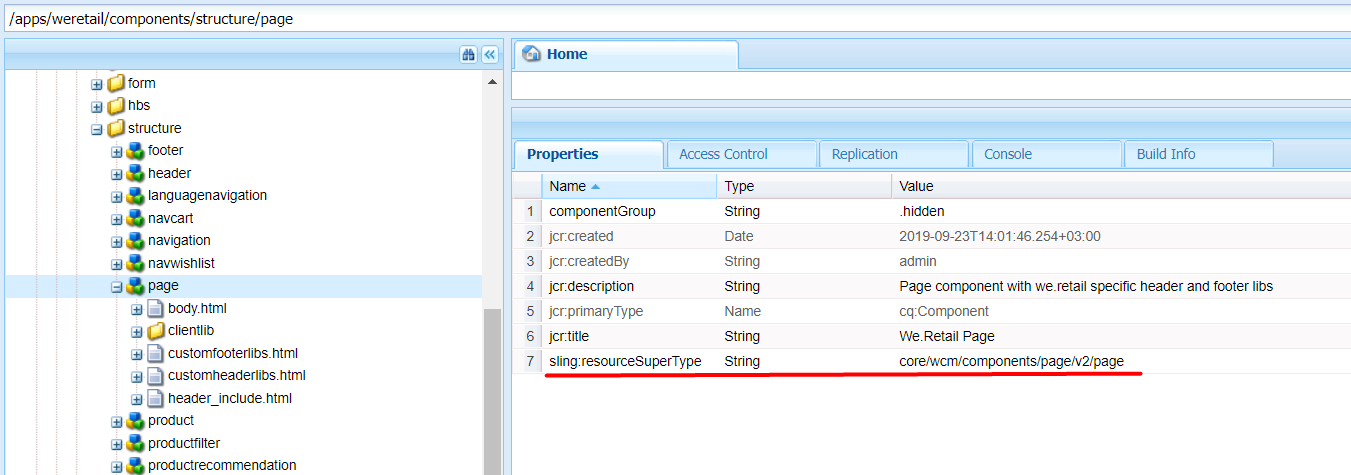 /apps/weretail/components/structure/page
form
hbs
structure
footer
header
languagenavigation
navcart
navigation
navwishlist
page
body.html
clientlib
customfooterlibs.html
customheaderlibs.html
header_include.html
product
productfilter
productrecommendation
Home
Properties Access Control Replication Console Build Info
Name Type Value
1 componentGroup String .hidden
2 jcr:created Date 2019-09-23T14:01:46.254+03:00
3 jcr:createdBy String admin
4 jcr:description String Page component with we.retail specific header and footer libs
5 jcr:primaryType Name cq:Component
6 jcr:title String We.Retail Page
7 sling:resourceSuperType String core/wcm/components/page/v2/page